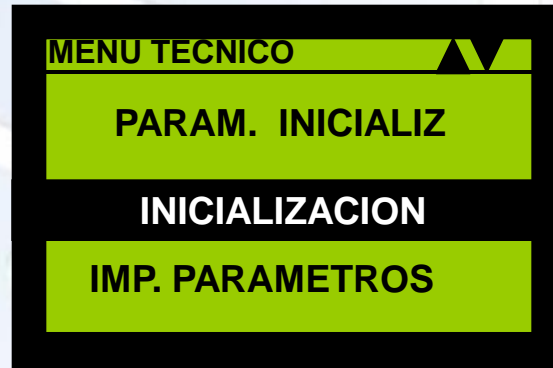 MENU TECNICO
PARAM. INICIALIZ
INICIALIZACION
IMP. PARAMETROS